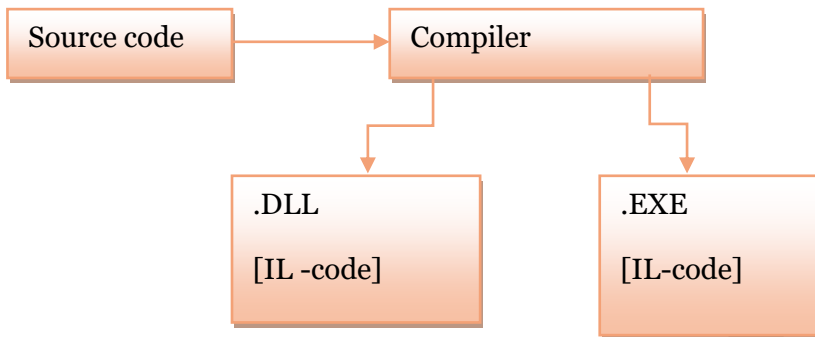 Source code
Compiler
.DLL
[IL -code]
.EXE
[IL-code]